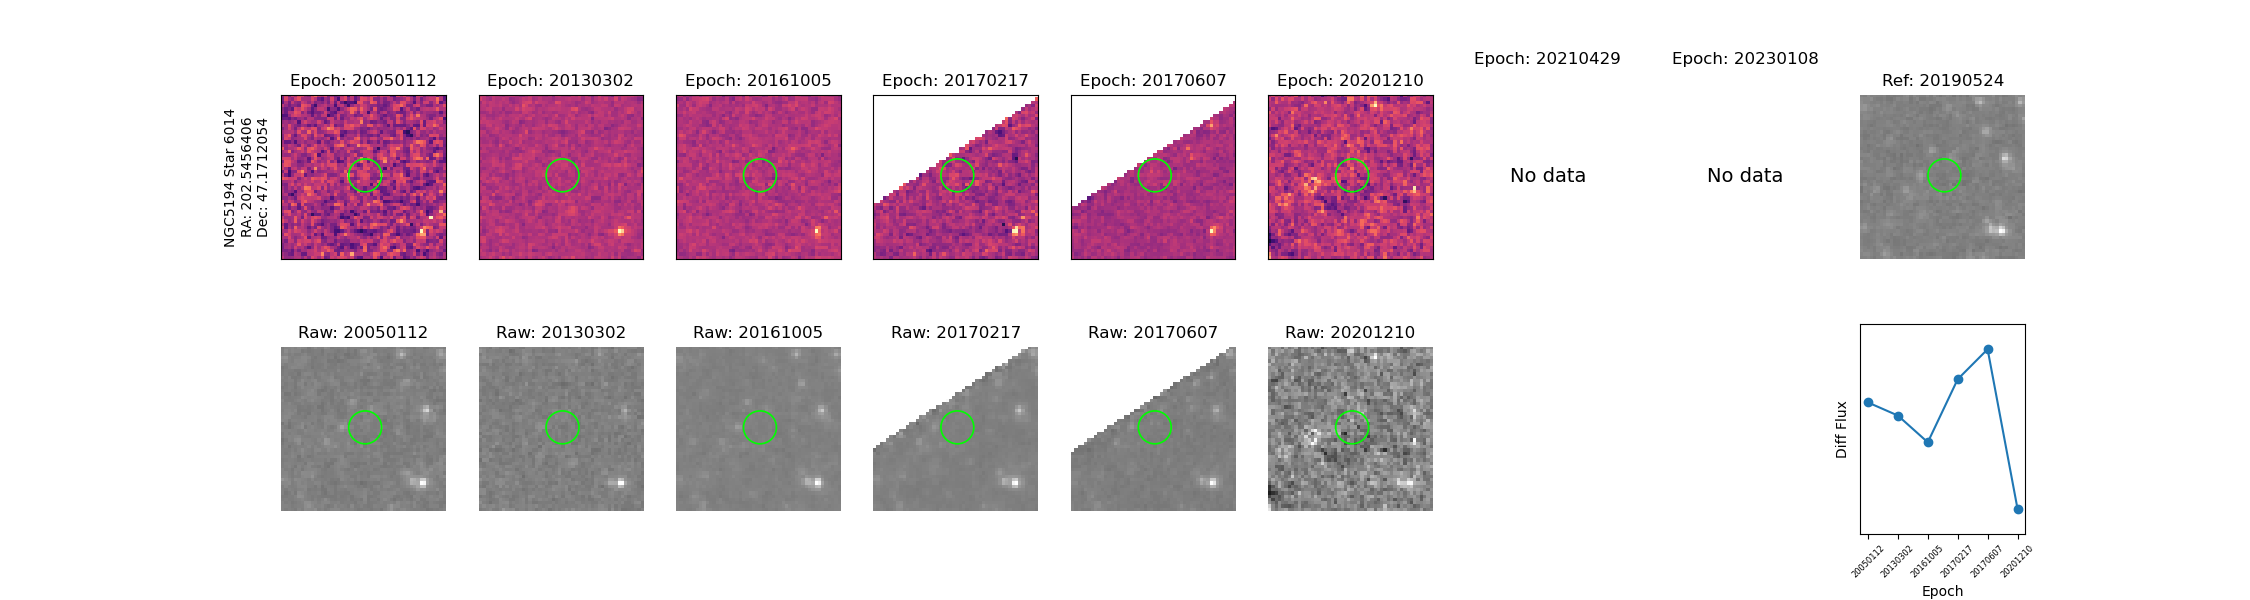 NGC5194 Star 6014
RA: 202.5456406
Dec: 47.1712054
Epoch: 20050112
Epoch: 20130302
Epoch: 20161005
Epoch: 20170217
Epoch: 20170607
Epoch: 20201210
Epoch: 20210429
Epoch: 20230108
Ref: 20190524
No data
No data
Raw: 20050112
Raw: 20130302
Raw: 20161005
Raw: 20170217
Raw: 20170607
Raw: 20201210
Diff Flux
20050112
20130302
20161005
20170217
20170607
20201210
Epoch